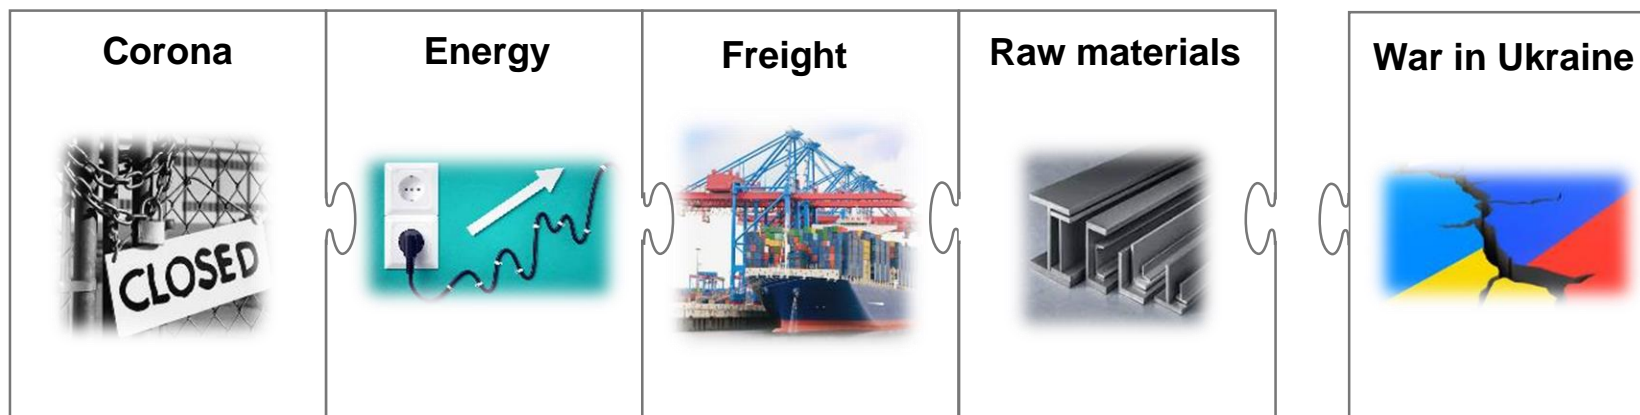 Corona
Energy
Freight
Raw materials
War in Ukraine
CLOSED